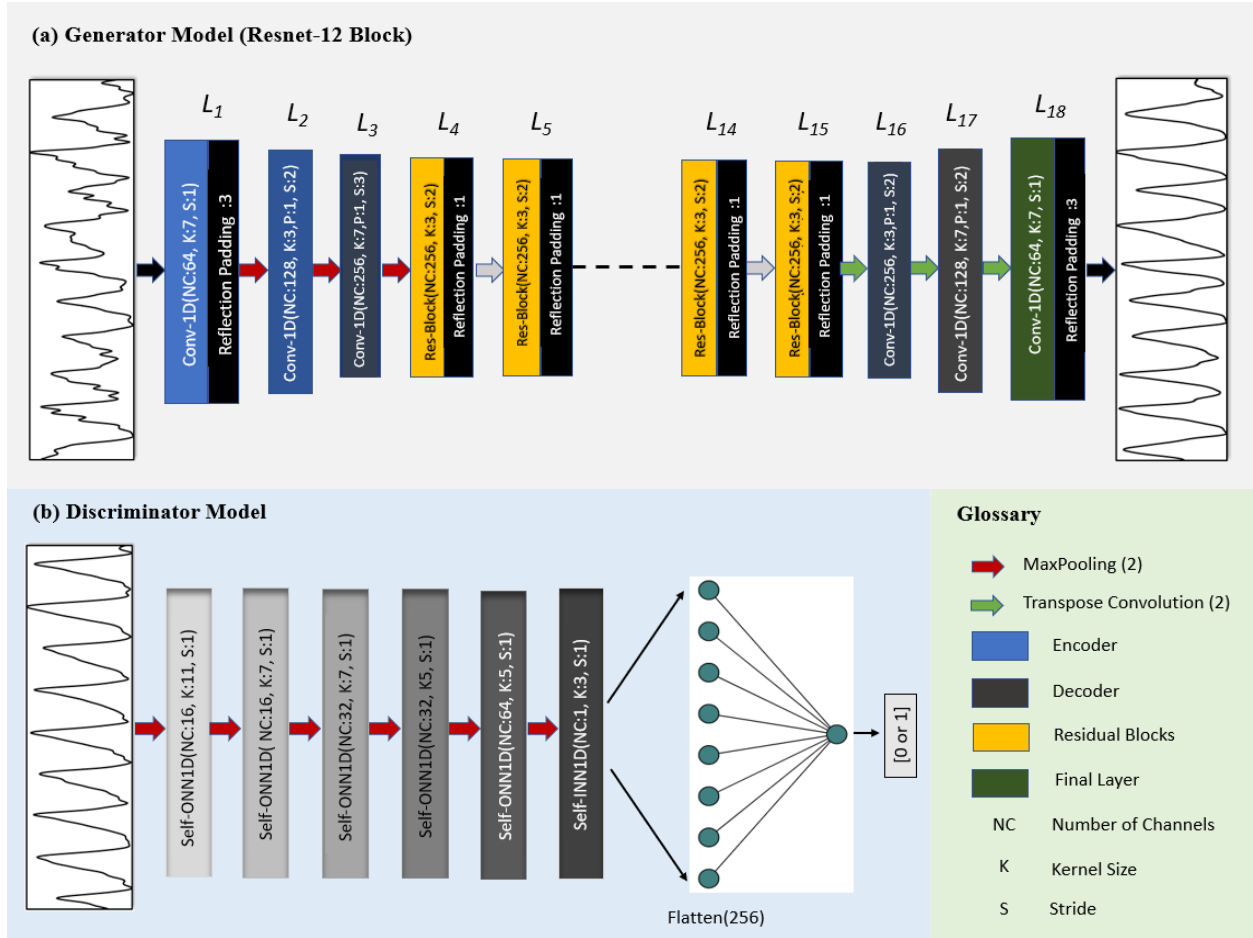 (a) Generator Model (Resnet-12 Block)
L1
L2
L3
L4
L5
L14
L15
L16
L17
L18
Conv-1D(NC:64, K:7, S:1)
Reflection Padding :3
Conv-1D(NC:128, K:3,P:1, S:2)
Conv-1D(NC:256, K:7,P:1, S:3)
Res-Block(NC:256, K:3, S:2)
Reflection Padding :1
Res-Block(NC:256, K:3, S:2)
Reflection Padding :1
Res-Block(NC:256, K:3, S:2)
Reflection Padding :1
Res-Block(NC:256, K:3, S:2)
Reflection Padding :1
Conv-1D(NC:256, K:3,P:1, S:2)
Conv-1D(NC:128, K:7,P:1, S:2)
Conv-1D(NC:64, K:7, S:1)
Reflection Padding :3
(b) Discriminator Model
Self-ONN1D(NC:16, K:11, S:1)
Self-ONN1D( NC:16, K:7, S:1)
Self-ONN1D(NC:32, K:7, S:1)
Self-ONN1D(NC:32, K5, S:1)
Self-ONN1D(NC:64, K:5, S:1)
Self-INN1D(NC:1, K:3, S:1)
Flatten(256)
[0 or 1]
Glossary
MaxPooling (2)
Transpose Convolution (2)
Encoder
Decoder
Residual Blocks
Final Layer
NC Number of Channels
K Kernel Size
S Stride